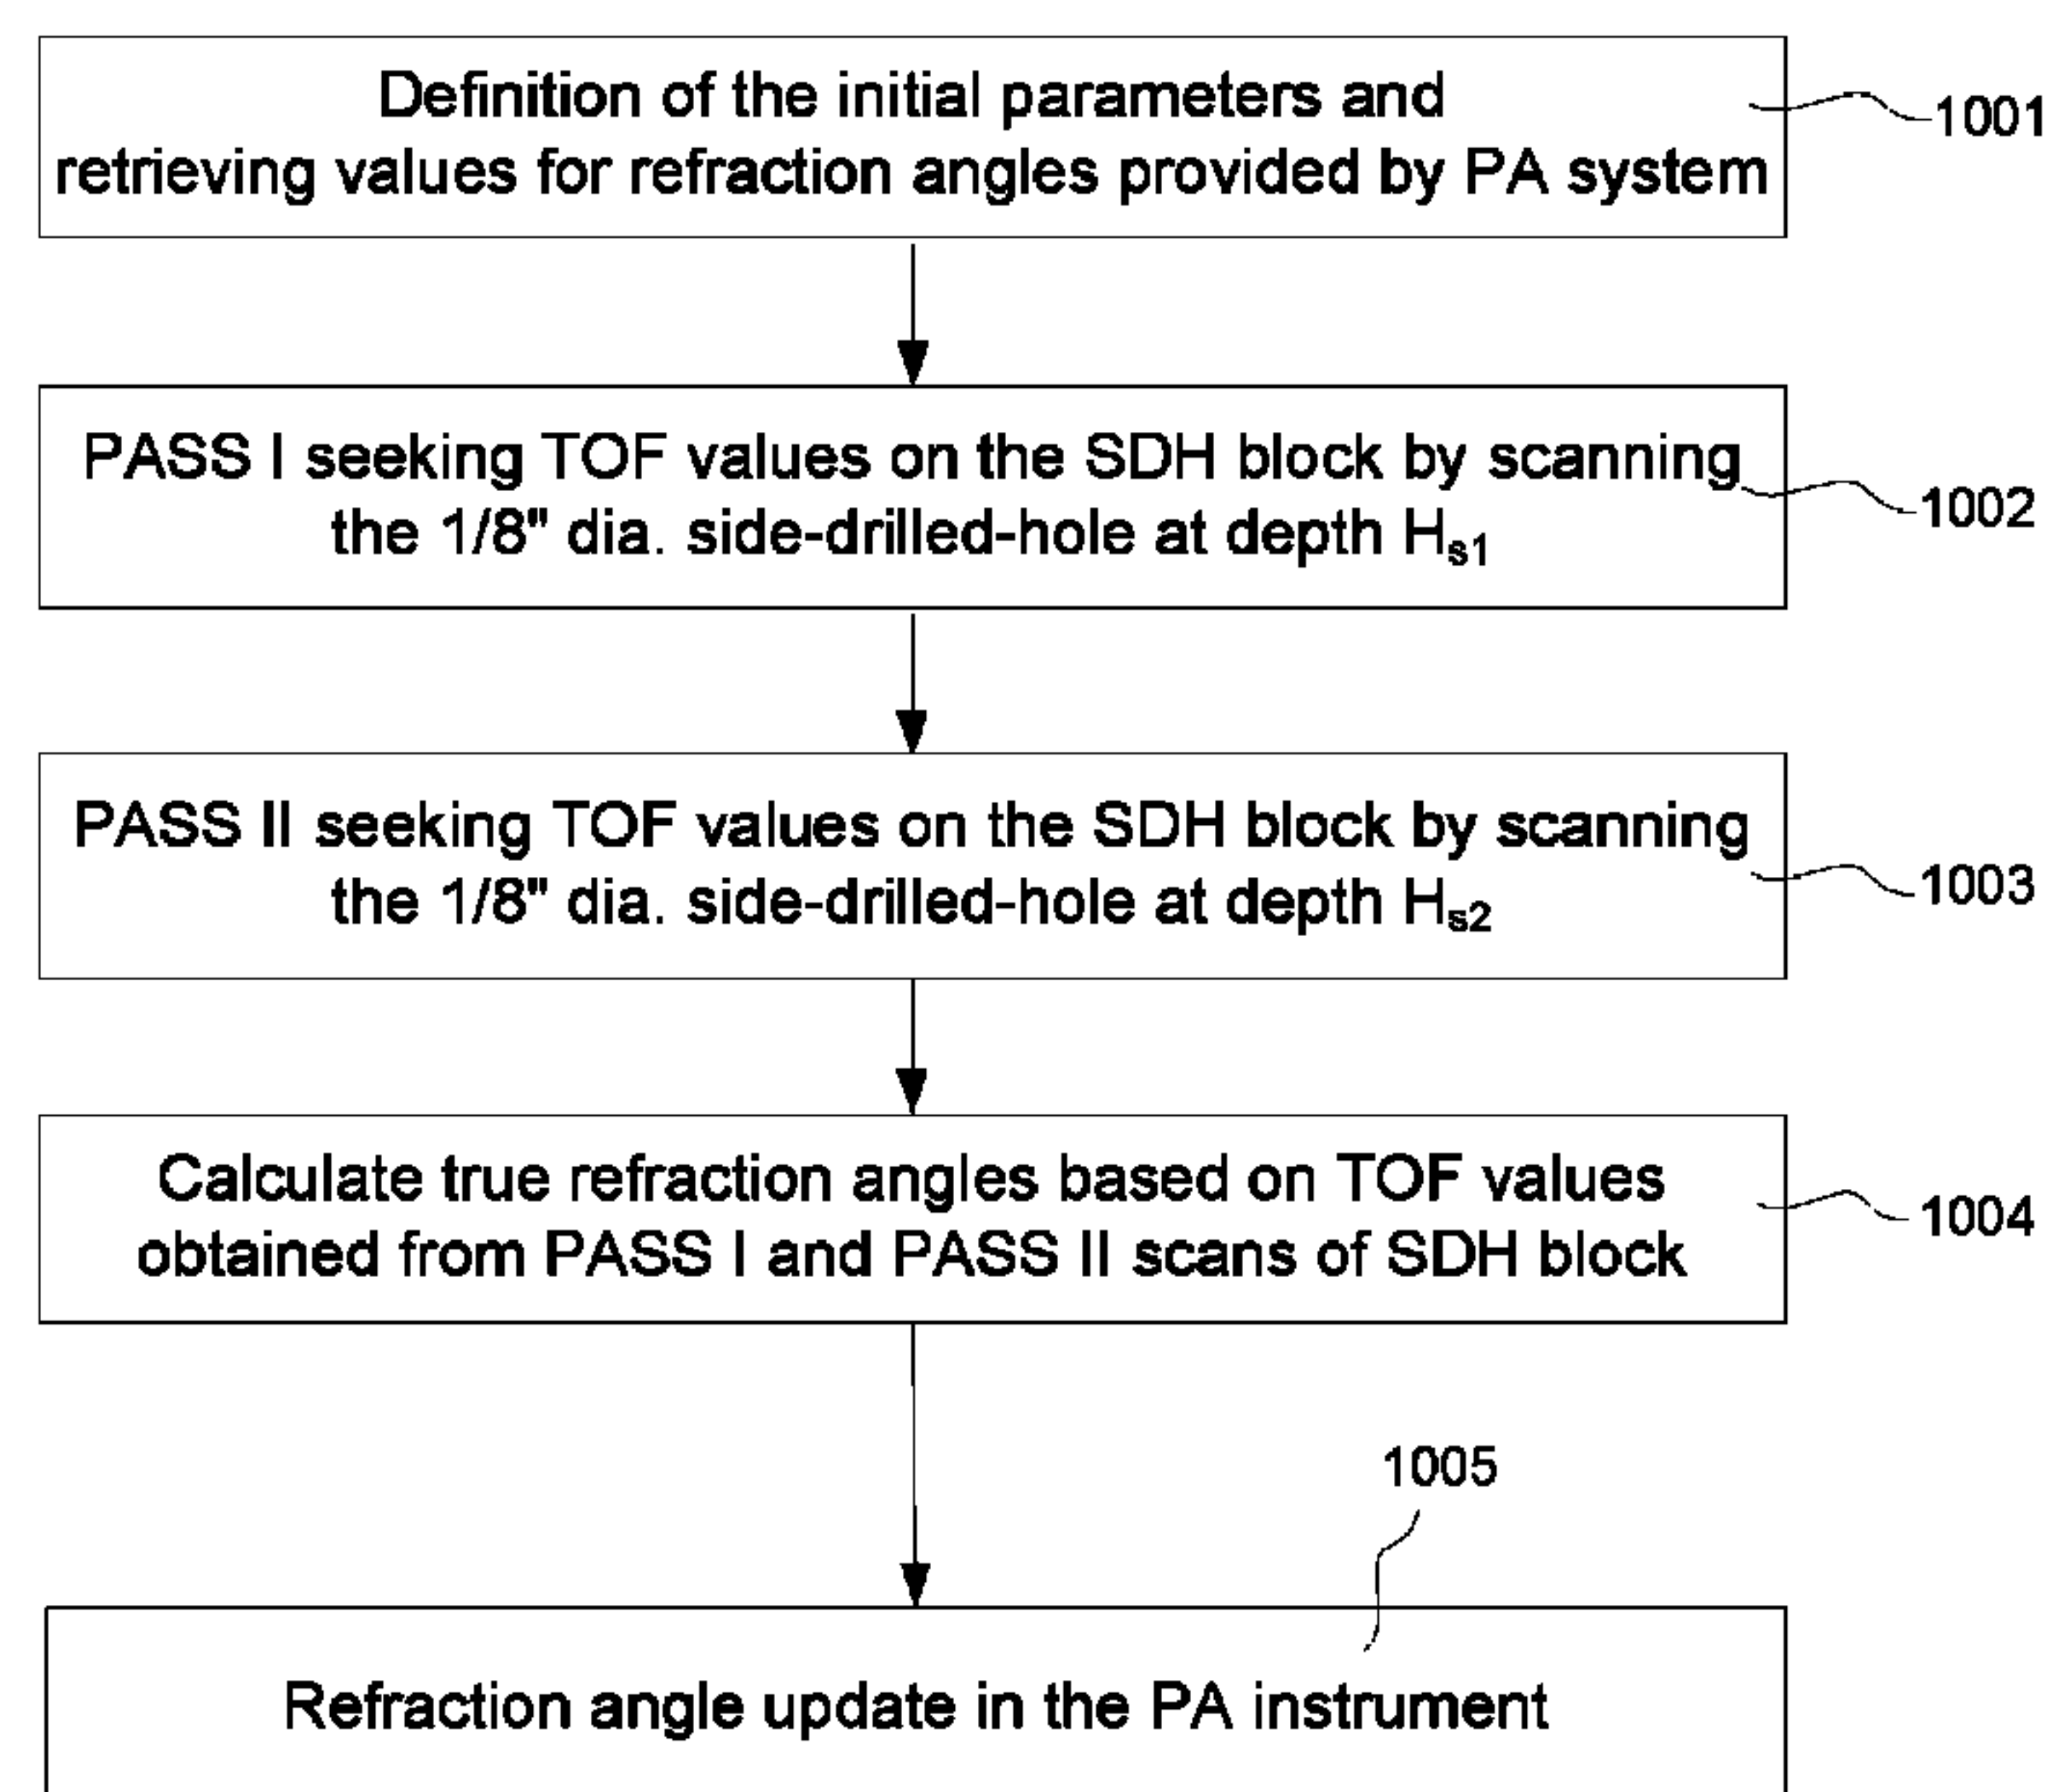 Definition of the initial parameters and
retrieving values for refraction angles provided by PA system
1001
PASS I seeking TOF values on the SDH block by scanning
the 1/8" dia. side-drilled-hole at depth Hs1
1002
PASS II seeking TOF values on the SDH block by scanning
the 1/8" dia. side-drilled-hole at depth Hs2
1003
Calculate true refraction angles based on TOF values
obtained from PASS I and PASS II scans of SDH block
1004
1005
Refraction angle update in the PA instrument